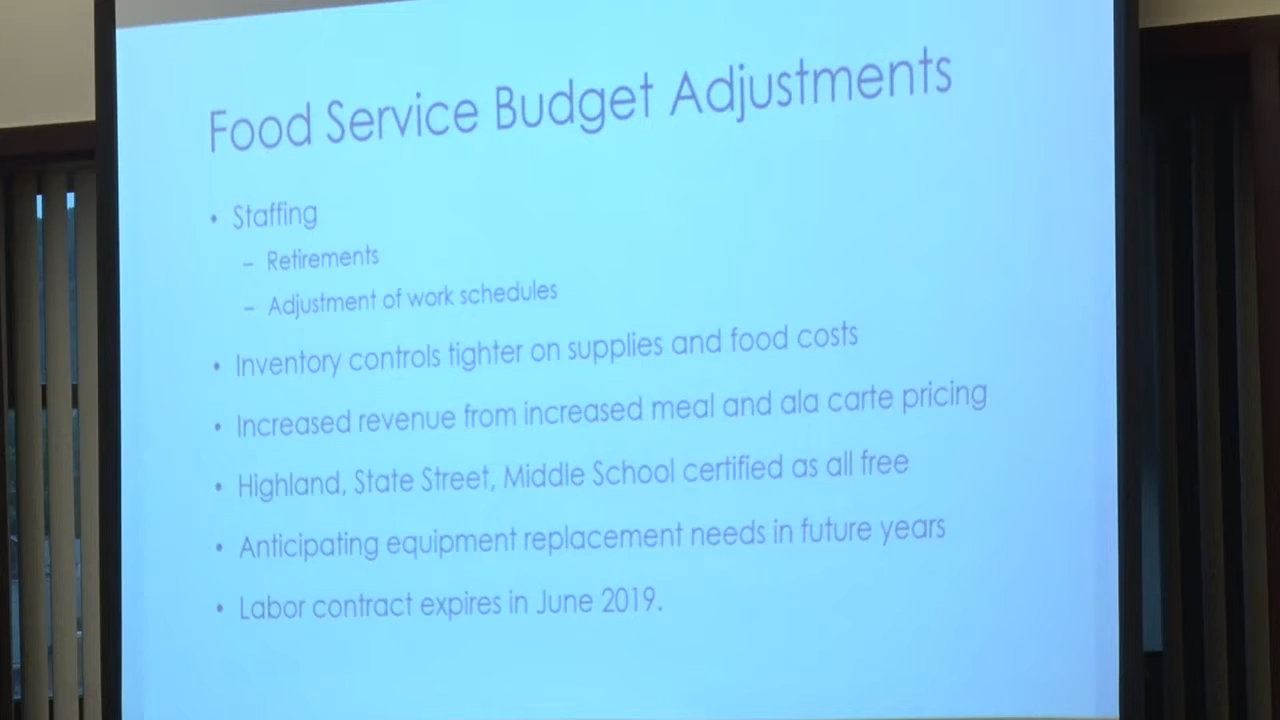 Food Service Budget Adjustments
• Staffing
– Retirements
– Adjustment of work schedules
• Inventory controls tighter on supplies and food costs
• Increased revenue from increased meal and ala carte pricing
• Highland, State Street, Middle School certified as all free
• Anticipating equipment replacement needs in future years
• Labor contract expires in June 2019.